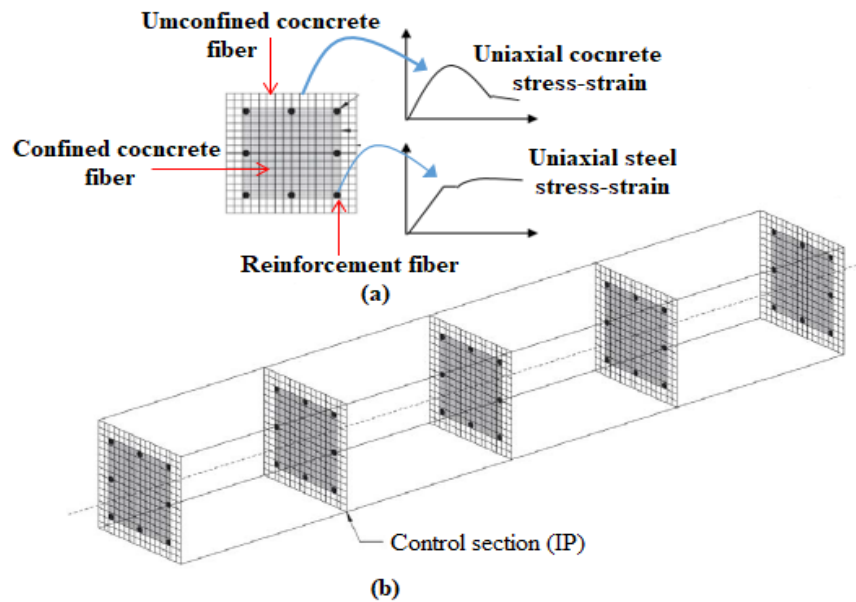 Umconfined cocncrete
fiber
Uniaxial cocnrete
stress-strain
Confined cocncrete
fiber
Uniaxial steel
stress-strain
Reinforcement fiber
(a)
Control section (IP)
(b)